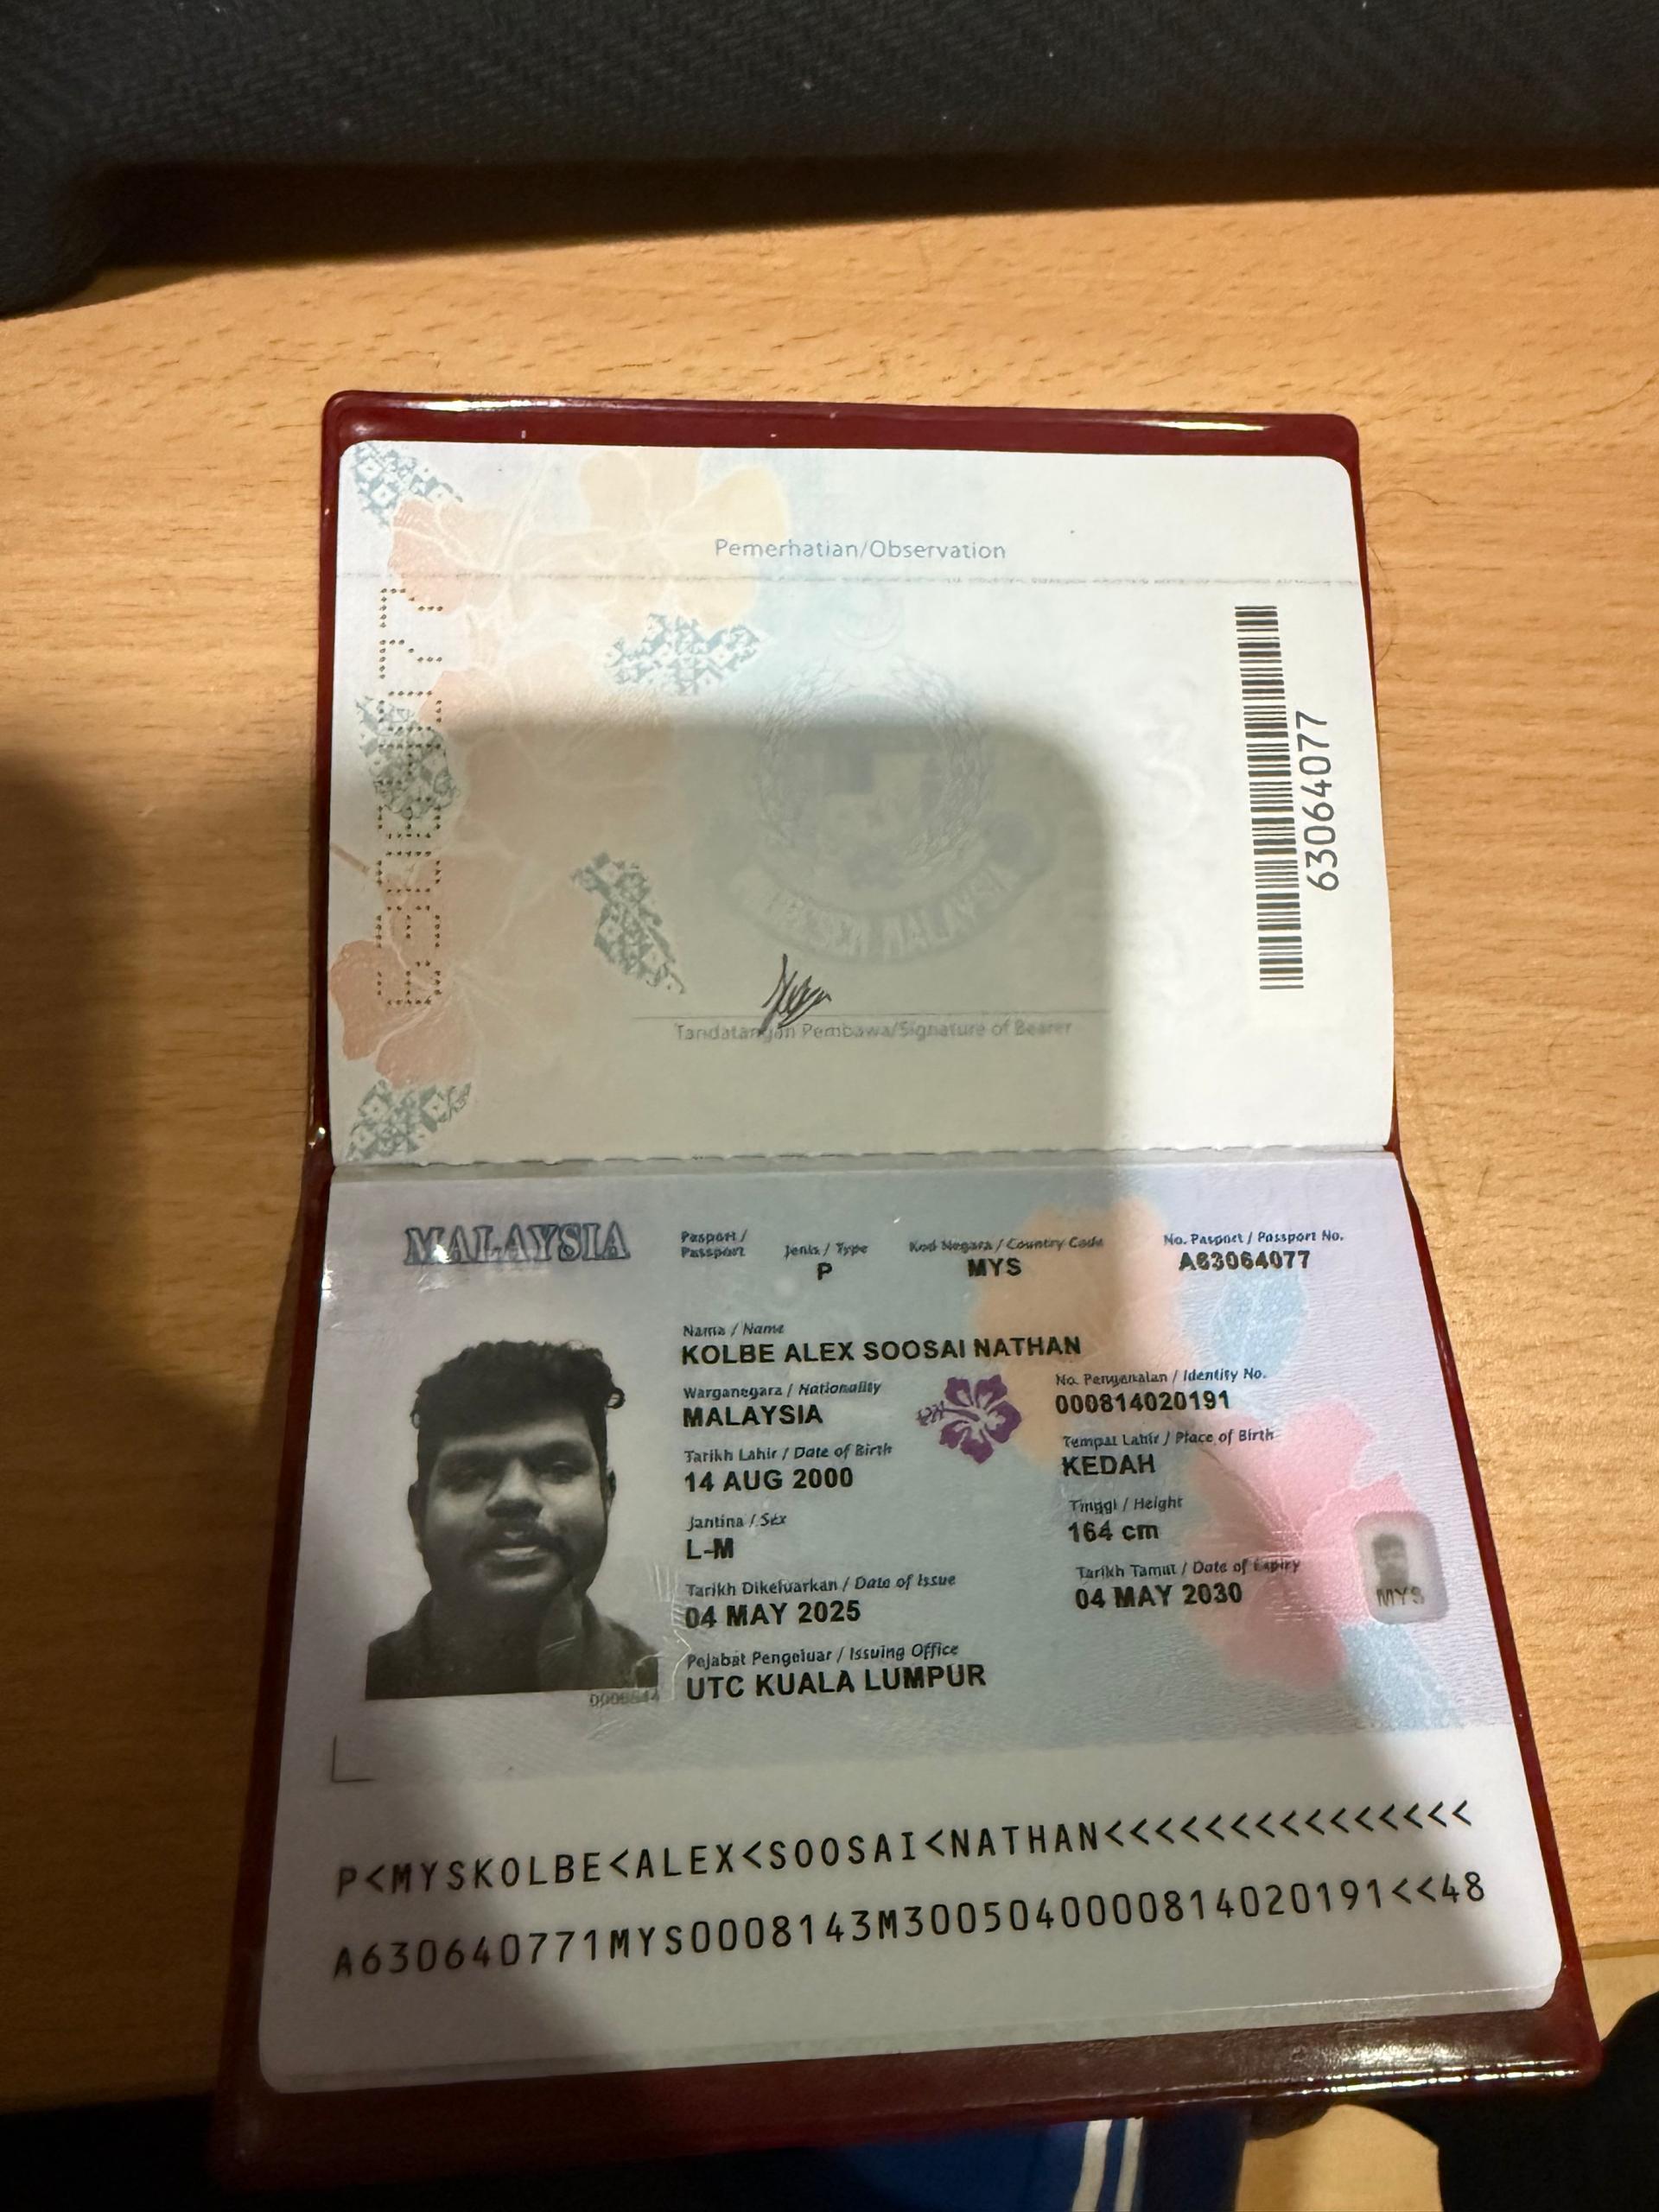 Pemerhatian/Observation
63064077
Tandatangan Pembawa/Signature of Bearer
MALAYSIA
Pasport / Passport
Jenis / Type
P
Kod Negara / Country Code
MYS
No. Pasport / Passport No.
A63064077
Nama / Name
KOLBE ALEX SOOSAI NATHAN
Warganegara / Nationality
MALAYSIA
No. Pengenalan / Identity No.
000814020191
Tarikh Lahir / Date of Birth
14 AUG 2000
Tempat Lahir / Place of Birth
KEDAH
Jantina / Sex
L-M
Tinggi / Height
164 cm
Tarikh Dikeluarkan / Date of Issue
04 MAY 2025
Tarikh Tamat / Date of Expiry
04 MAY 2030
MYS
Pejabat Pengeluar / Issuing Office
UTC KUALA LUMPUR
P<MYSKOLBE<ALEX<SOOSAI<NATHAN<<<<<<<<<<<<<<<
A630640771MYS0008143M3005040000814020191<<48